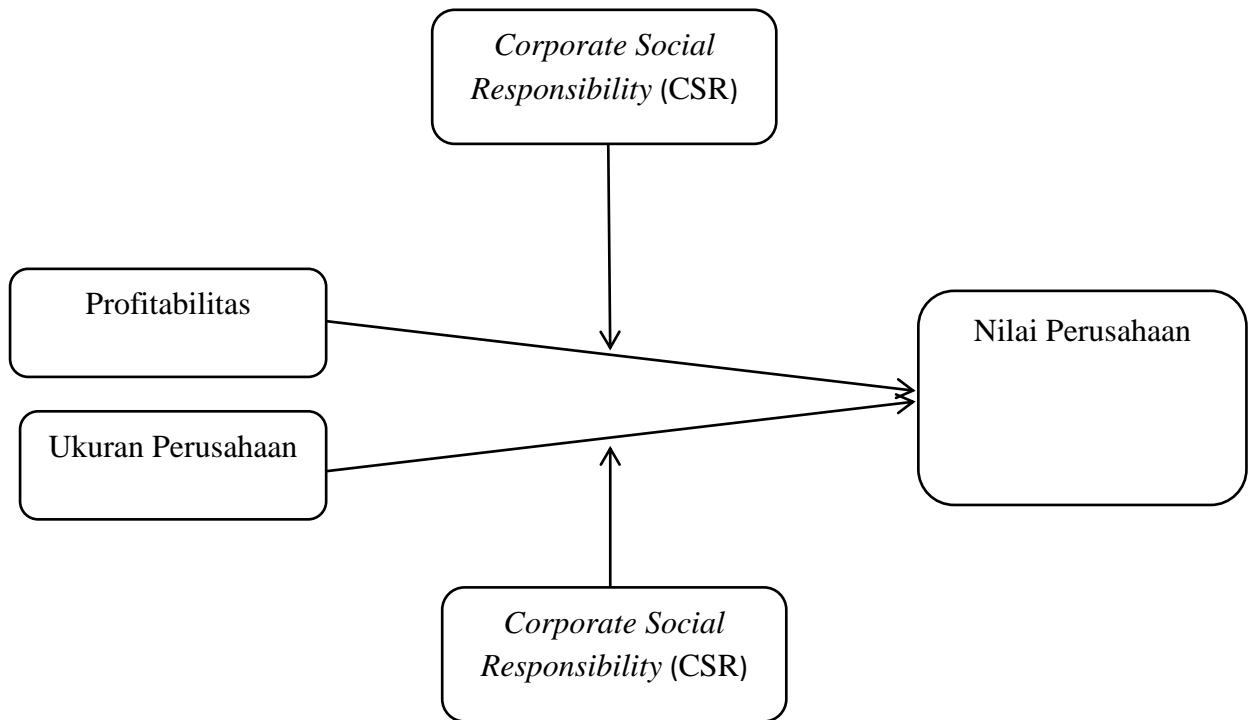 Corporate Social
Responsibility (CSR)
Profitabilitas
Nilai Perusahaan
Ukuran Perusahaan
Corporate Social
Responsibility (CSR)